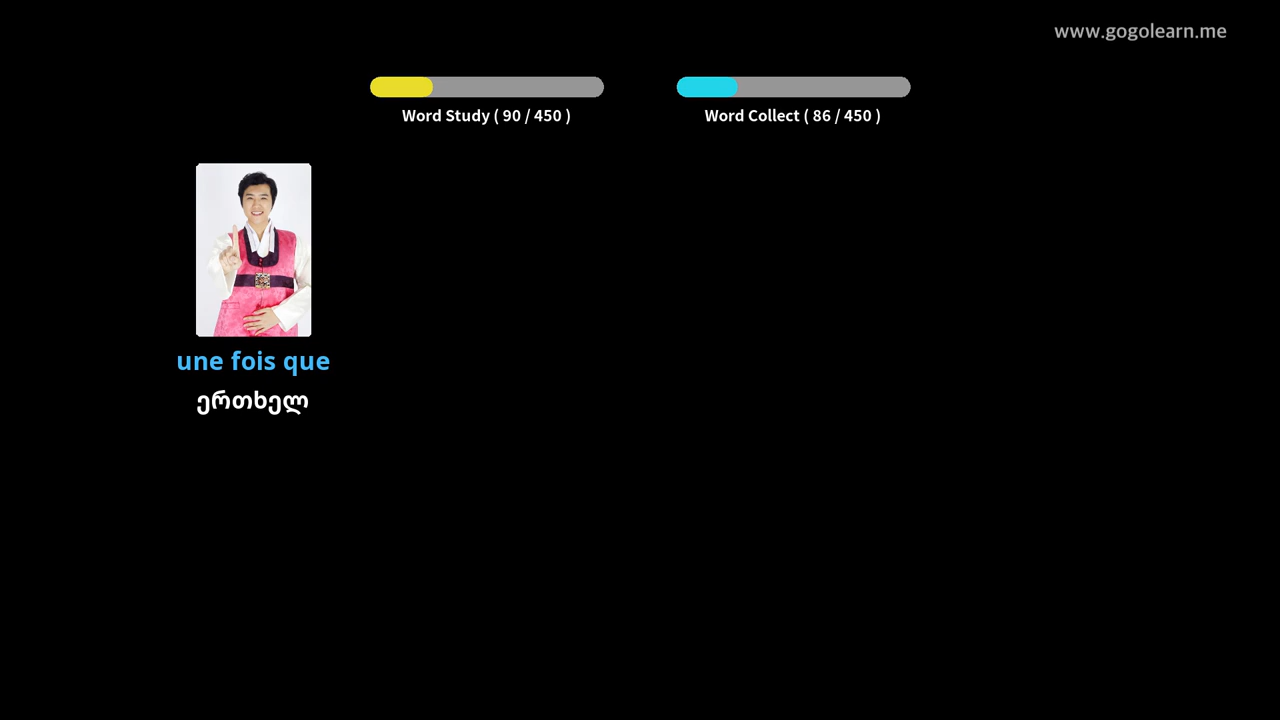 www.gogolearn.me
Word Study ( 90 / 450 )
Word Collect ( 86 / 450 )
une fois que
ერთხელ